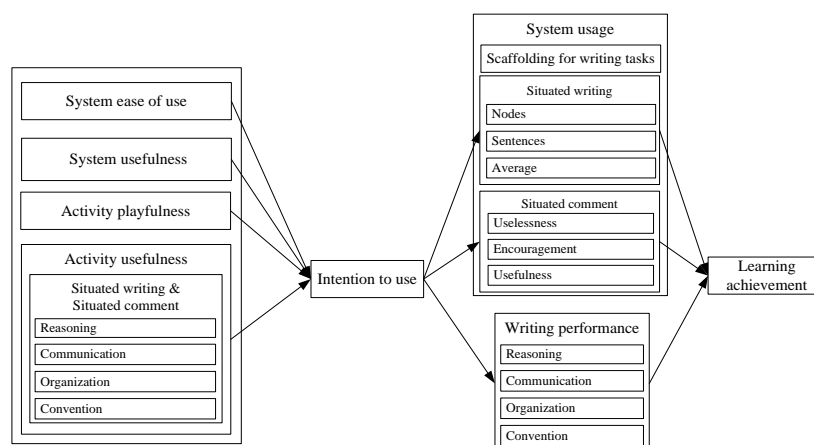 System ease of use
System usefulness
Activity playfulness
Activity usefulness
Situated writing &
Situated comment
Reasoning
Communication
Organization
Convention
Intention to use
System usage
Scaffolding for writing tasks
Situated writing
Nodes
Sentences
Average
Situated comment
Uselessness
Encouragement
Usefulness
Writing performance
Reasoning
Communication
Organization
Convention
Learning
achievement